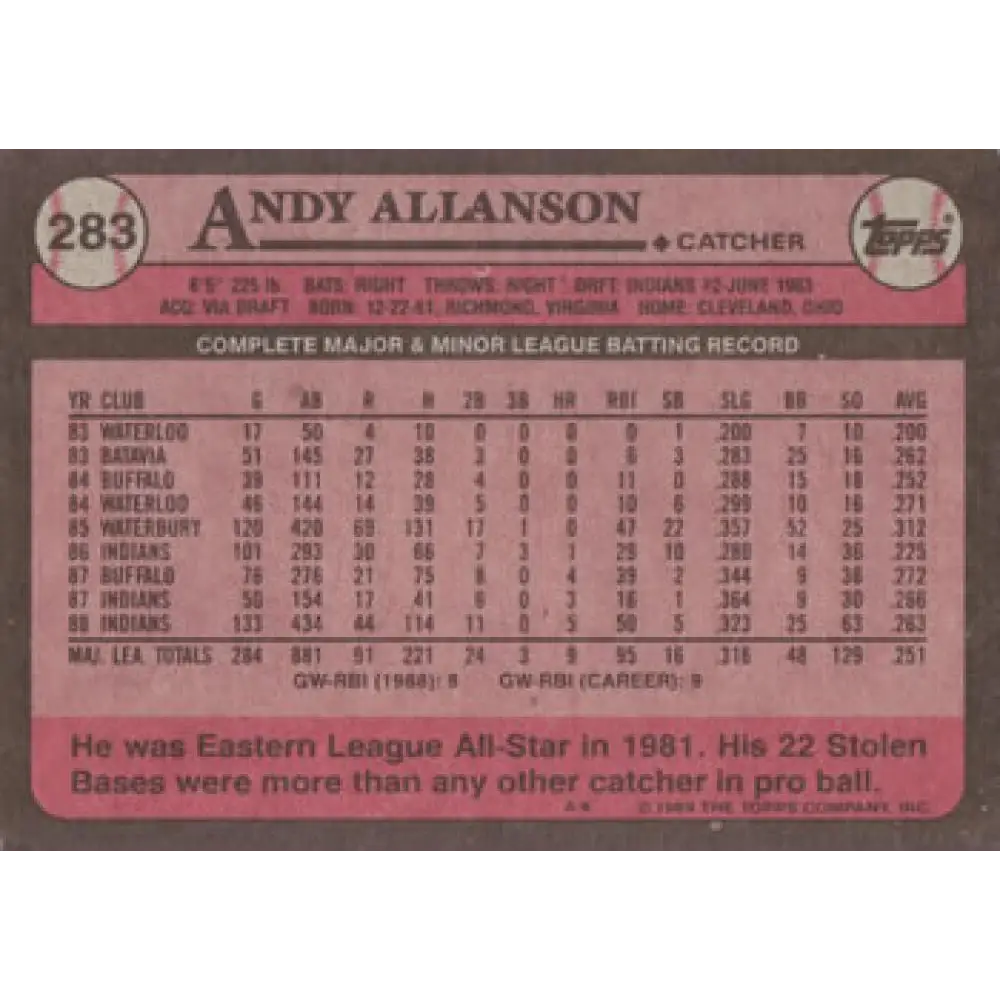 283
ANDY ALLANSON
♦ CATCHER
TOPPS®
6'5" 225 lb. BATS: RIGHT THROWS: RIGHT DRFT: INDIANS #2-JUNE 1983
ACQ: VIA DRAFT BORN: 12-22-61, RICHMOND, VIRGINIA HOME: CLEVELAND, OHIO
COMPLETE MAJOR & MINOR LEAGUE BATTING RECORD
YR CLUB G AB R H 2B 3B HR RBI SB SLG BB SO AVG
83 WATERLOO 17 50 4 10 0 0 0 0 1 .200 7 10 .200
83 BATAVIA 51 145 27 38 3 0 0 6 3 .283 25 16 .262
84 BUFFALO 39 111 12 28 4 0 0 11 0 .288 15 18 .252
84 WATERLOO 46 144 14 39 5 0 0 10 6 .299 10 16 .271
85 WATERBURY 120 420 69 131 17 1 0 47 22 .357 52 25 .312
86 INDIANS 101 293 30 66 7 3 1 29 10 .280 14 36 .225
87 BUFFALO 76 276 21 75 8 0 4 39 2 .344 9 36 .272
87 INDIANS 50 154 17 41 6 0 3 16 1 .364 9 30 .266
88 INDIANS 133 434 44 114 11 0 5 50 5 .323 25 63 .263
MAJ. LEA. TOTALS 284 881 91 221 24 3 9 95 16 .316 48 129 .251
GW-RBI (1988): 8 GW-RBI (CAREER): 9
He was Eastern League All-Star in 1981. His 22 Stolen
Bases were more than any other catcher in pro ball.
© 1989 THE TOPPS COMPANY, INC.